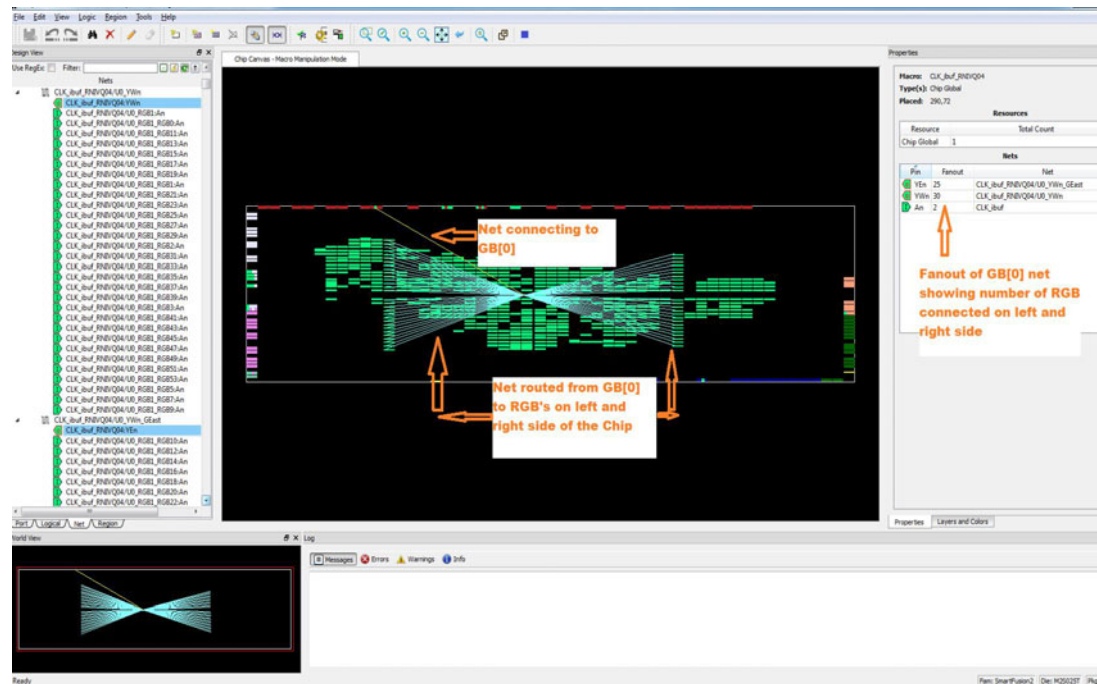 File Edit View Logic Region Tools Help
Design View
Use RegEx: Filter:
Nets
CLK_ibuf_RNIVQ04/U0_YWn
CLK_ibuf_RNIVQ04:YWn
CLK_ibuf_RNIVQ04/U0_RGB1:An
CLK_ibuf_RNIVQ04/U0_RGB1_RGB0:An
CLK_ibuf_RNIVQ04/U0_RGB1_RGB11:An
CLK_ibuf_RNIVQ04/U0_RGB1_RGB13:An
CLK_ibuf_RNIVQ04/U0_RGB1_RGB15:An
CLK_ibuf_RNIVQ04/U0_RGB1_RGB17:An
CLK_ibuf_RNIVQ04/U0_RGB1_RGB19:An
CLK_ibuf_RNIVQ04/U0_RGB1_RGB1:An
CLK_ibuf_RNIVQ04/U0_RGB1_RGB21:An
CLK_ibuf_RNIVQ04/U0_RGB1_RGB23:An
CLK_ibuf_RNIVQ04/U0_RGB1_RGB25:An
CLK_ibuf_RNIVQ04/U0_RGB1_RGB27:An
CLK_ibuf_RNIVQ04/U0_RGB1_RGB29:An
CLK_ibuf_RNIVQ04/U0_RGB1_RGB2:An
CLK_ibuf_RNIVQ04/U0_RGB1_RGB31:An
CLK_ibuf_RNIVQ04/U0_RGB1_RGB33:An
CLK_ibuf_RNIVQ04/U0_RGB1_RGB35:An
CLK_ibuf_RNIVQ04/U0_RGB1_RGB37:An
CLK_ibuf_RNIVQ04/U0_RGB1_RGB39:An
CLK_ibuf_RNIVQ04/U0_RGB1_RGB3:An
CLK_ibuf_RNIVQ04/U0_RGB1_RGB41:An
CLK_ibuf_RNIVQ04/U0_RGB1_RGB43:An
CLK_ibuf_RNIVQ04/U0_RGB1_RGB45:An
CLK_ibuf_RNIVQ04/U0_RGB1_RGB47:An
CLK_ibuf_RNIVQ04/U0_RGB1_RGB49:An
CLK_ibuf_RNIVQ04/U0_RGB1_RGB51:An
CLK_ibuf_RNIVQ04/U0_RGB1_RGB53:An
CLK_ibuf_RNIVQ04/U0_RGB1_RGB5:An
CLK_ibuf_RNIVQ04/U0_RGB1_RGB7:An
CLK_ibuf_RNIVQ04/U0_RGB1_RGB9:An
CLK_ibuf_RNIVQ04/U0_YWn_GEast
CLK_ibuf_RNIVQ04:YEn
CLK_ibuf_RNIVQ04/U0_RGB1_RGB10:An
CLK_ibuf_RNIVQ04/U0_RGB1_RGB12:An
CLK_ibuf_RNIVQ04/U0_RGB1_RGB14:An
CLK_ibuf_RNIVQ04/U0_RGB1_RGB16:An
CLK_ibuf_RNIVQ04/U0_RGB1_RGB18:An
CLK_ibuf_RNIVQ04/U0_RGB1_RGB20:An
CLK_ibuf_RNIVQ04/U0_RGB1_RGB22:An
Port Logical Net Region
Chip Canvas - Macro Manipulation Mode
Net connecting to
GB[0]
Net routed from GB[0]
to RGB's on left and
right side of the Chip
Properties
Macro: CLK_ibuf_RNIVQ04
Type(s): Chip Global
Placed: 290,72
Resources
Resource Total Count
Chip Global 1
Nets
Pin Fanout Net
YEn 25 CLK_ibuf_RNIVQ04/U0_YWn_GEast
YWn 30 CLK_ibuf_RNIVQ04/U0_YWn
An 2 CLK_ibuf
Fanout of GB[0] net
showing number of RGB
connected on left and
right side
Properties Layers and Colors
World View
Log
Messages Errors Warnings Info
Ready
Fam: SmartFusion2 Die: M2S025T Pkg